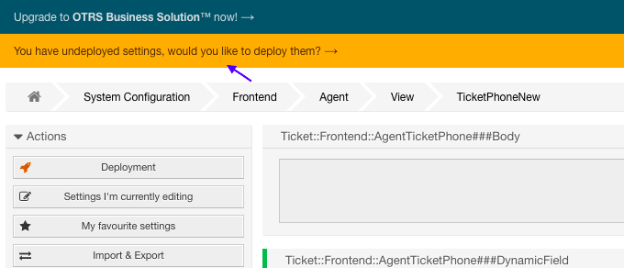 Upgrade to OTRS Business Solution™ now! →
You have undeployed settings, would you like to deploy them? →
System Configuration Frontend Agent View TicketPhoneNew
Actions
Deployment
Settings I'm currently editing
My favourite settings
Import & Export
Ticket::Frontend::AgentTicketPhone###Body
Ticket::Frontend::AgentTicketPhone###DynamicField